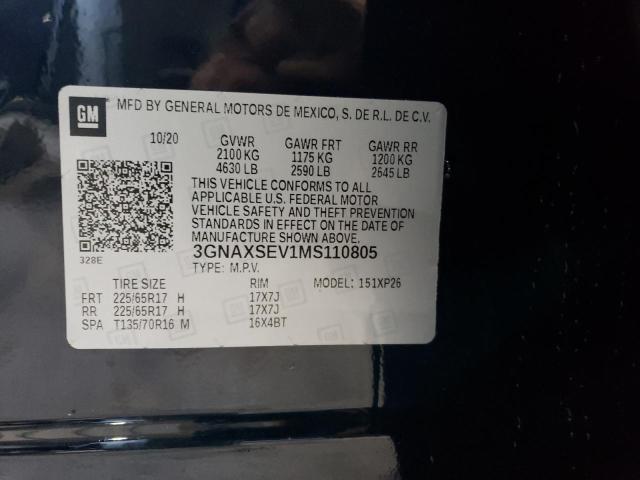 GM
MFD BY GENERAL MOTORS DE MEXICO, S. DE R.L. DE C.V.
10/20 GVWR GAWR FRT GAWR RR
2100 KG 1175 KG 1200 KG
4630 LB 2590 LB 2645 LB
THIS VEHICLE CONFORMS TO ALL
APPLICABLE U.S. FEDERAL MOTOR
VEHICLE SAFETY AND THEFT PREVENTION
STANDARDS IN EFFECT ON THE DATE OF
MANUFACTURE SHOWN ABOVE.
328E
3GNAXSEV1MS110805
TYPE: M.P.V. MODEL: 151XP26
TIRE SIZE RIM
FRT 225/65R17 H 17X7J
RR 225/65R17 H 17X7J
SPA T135/70R16 M 16X4BT